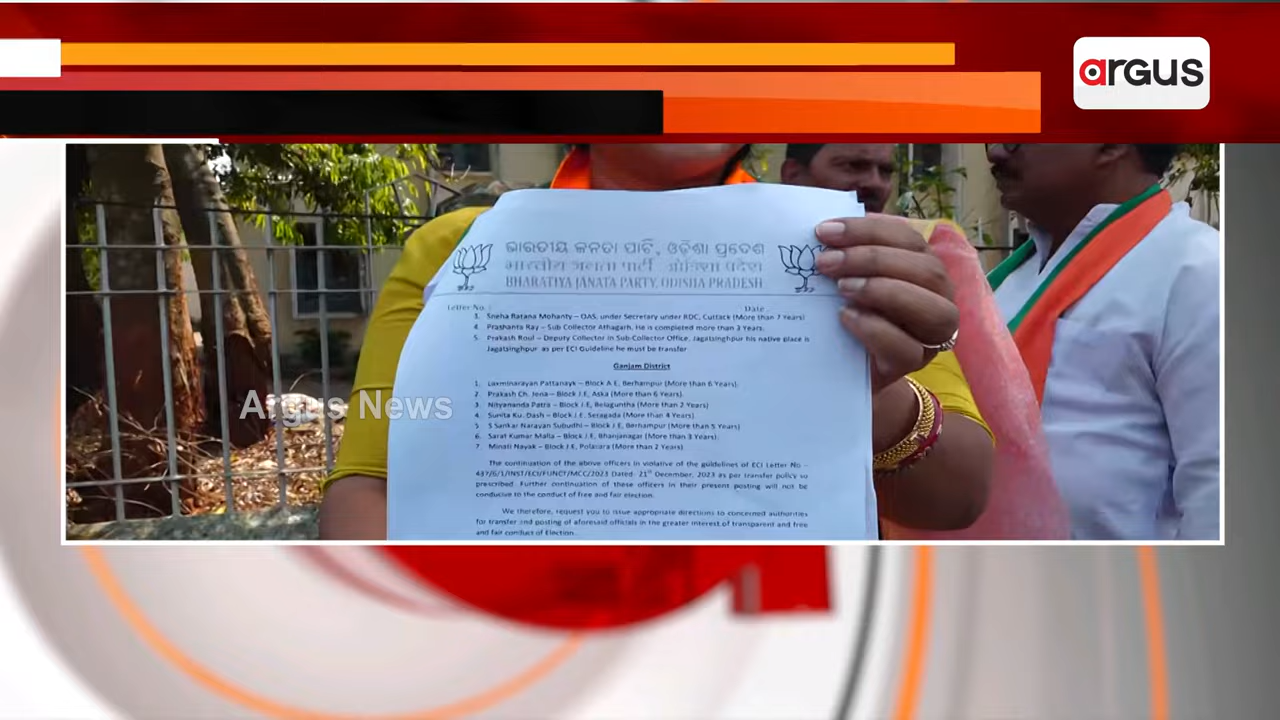 argus
ଭାରତୀୟ ଜନତା ପାର୍ଟି, ଓଡ଼ିଶା ପ୍ରଦେଶ
भारतीय जनता पार्टी ओडिशा प्रदेश
BHARATIYA JANATA PARTY, ODISHA PRADESH
Letter No. Date
3. Sneha Ratana Mohanty – OAS, under Secretary under RDC, Cuttack (More than 7 Years)
4. Prashanta Ray – Sub Collector Athagarh. He is completed more than 3 Years.
5. Prakash Roul – Deputy Collector in Sub Collector Office, Jagatsinghpur his native place is
Jagatsinghpur as per ECI Guideline he must be transfer
Ganjam District
1. Laxminarayan Pattanayk – Block A.E, Berhampur (More than 6 Years).
2. Prakash Ch. Jena – Block J.E, Aska (More than 6 Years).
3. Nityananda Patra – Block J.E, Belaguntha (More than 2 Years)
4. Sunita Ku. Dash – Block J.E, Seragada (More than 4 Years).
5. S Sankar Narayan Subudhi – Block J.E, Berhampur (More than 5 Years)
6. Sarat Kumar Malla – Block J.E, Bhanjanagar (More than 3 Years).
7. Minati Nayak – Block J.E, Polasara (More than 2 Years)
The continuation of the above officers in violative of the guidelines of ECI Letter No -
437/6/1/INST/ECI/FUNCT/MCC/2023 Dated: 21st December, 2023 as per transfer policy so
prescribed. Further continuation of these officers in their present posting will not be
conducive to the conduct of free and fair election.
We therefore, request you to issue appropriate directions to concerned authorities
for transfer and posting of aforesaid officials in the greater interest of transparent and free
and fair conduct of Election.
Argus News